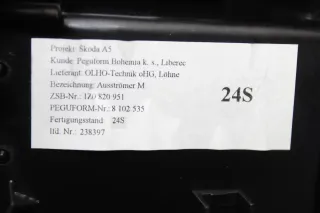 Projekt: Škoda A5
Kunde: Peguform Bohemia k. s., Liberec
Lieferant: OLHO-Technik oHG, Löhne
Bezeichnung: Ausströmer M
ZSB-Nr.: 1Z0 820 951
PEGUFORM-Nr.: 8 102 535
Fertigungsstand: 24S
lfd. Nr.: 238397
24S